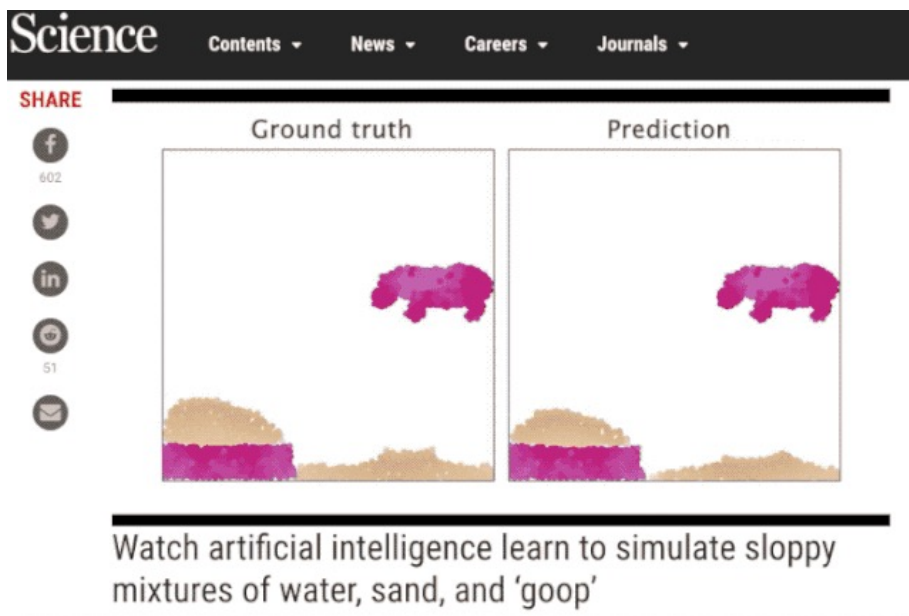 Science Contents News Careers Journals
SHARE
602
51
Ground truth Prediction
Watch artificial intelligence learn to simulate sloppy
mixtures of water, sand, and ‘goop’